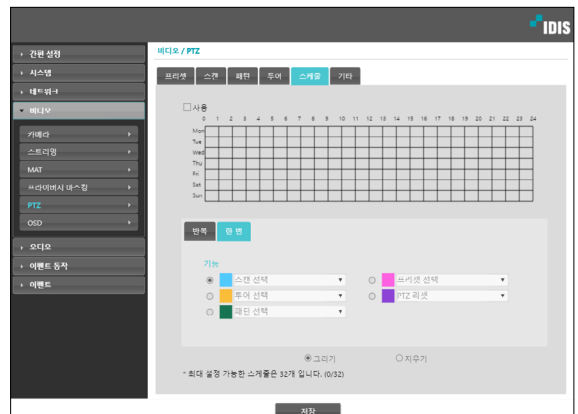 IDIS
간편 설정
시스템
네트워크
비디오
카메라
스트리밍
MAT
프라이버시 마스킹
PTZ
OSD
오디오
이벤트 동작
이벤트
비디오 / PTZ
프리셋 스캔 패턴 투어 스케줄 기타
사용
0 1 2 3 4 5 6 7 8 9 10 11 12 13 14 15 16 17 18 19 20 21 22 23 24
Mon
Tue
Wed
Thu
Fri
Sat
Sun
반복 한 번
기능
스캔 선택 프리셋 선택
투어 선택 PTZ 리셋
패턴 선택
그리기 지우기
* 최대 설정 가능한 스케줄은 32개 입니다. (0/32)
저장